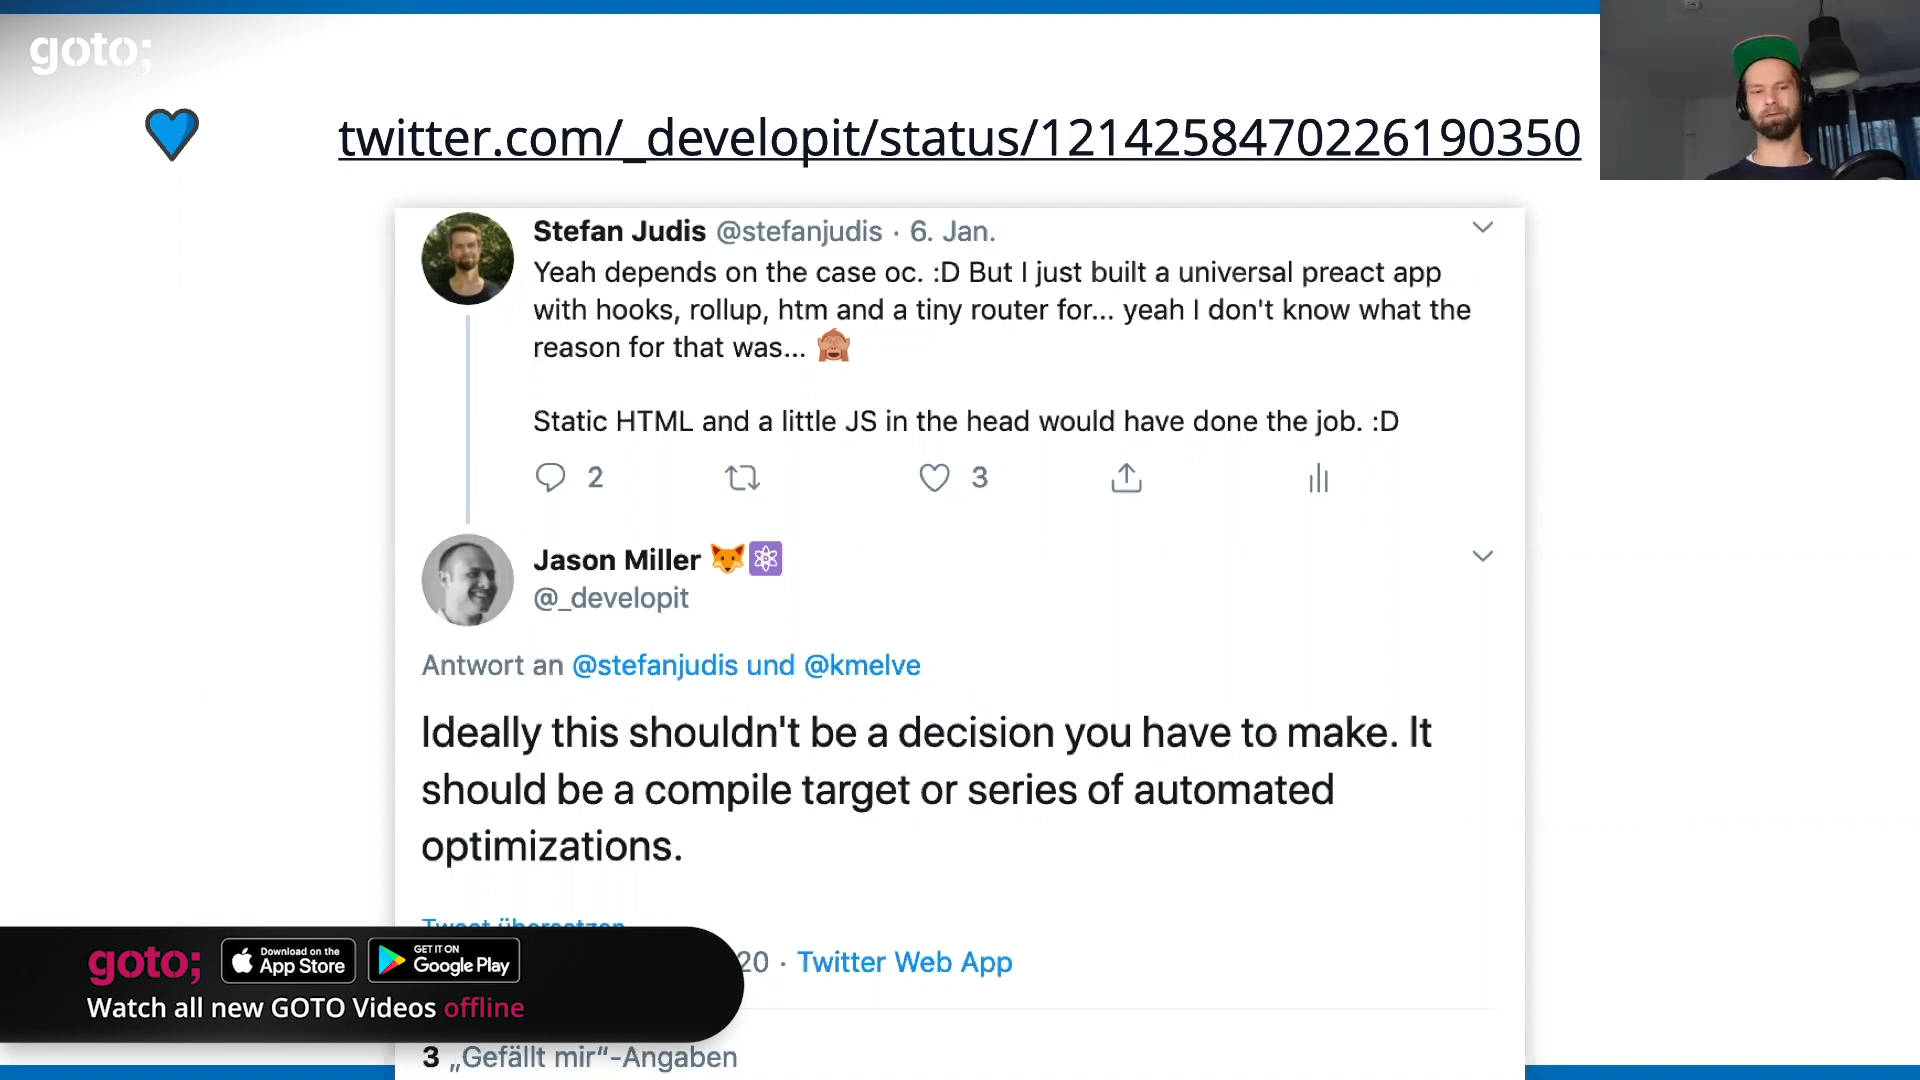 goto;
twitter.com/_developit/status/1214258470226190350
Stefan Judis @stefanjudis · 6. Jan.
Yeah depends on the case oc. :D But I just built a universal preact app
with hooks, rollup, htm and a tiny router for... yeah I don't know what the
reason for that was...
Static HTML and a little JS in the head would have done the job. :D
2 3
Jason Miller
@_developit
Antwort an @stefanjudis und @kmelve
Ideally this shouldn't be a decision you have to make. It
should be a compile target or series of automated
optimizations.
Tweet übersetzen
20 · Twitter Web App
goto; Download on the App Store GET IT ON Google Play
Watch all new GOTO Videos offline
3 „Gefällt mir“-Angaben